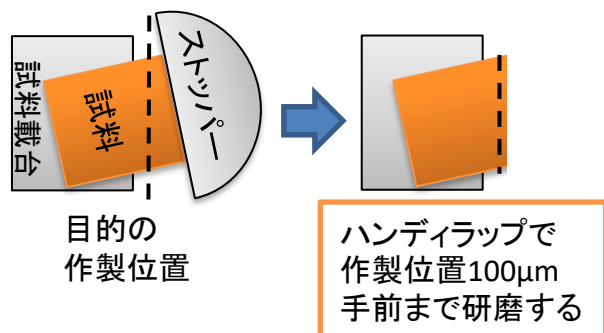 試料載台
試料
ストッパー
目的の
作製位置
ハンディラップで
作製位置100μm
手前まで研磨する